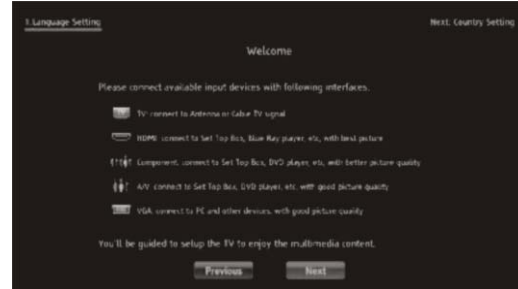 1.Language Setting
Next: Country Setting
Welcome
Please connect available input devices with following interfaces.
TV: connect to Antenna or Cable TV signal
HDMI: connect to Set Top Box, Blue Ray player, etc, with best picture
Component: connect to Set Top Box, DVD player, etc, with better picture quality
A/V: connect to Set Top Box, DVD player, etc, with good picture quality
VGA: connect to PC and other devices, with good picture quality
You'll be guided to setup the TV to enjoy the multimedia content.
Previous
Next